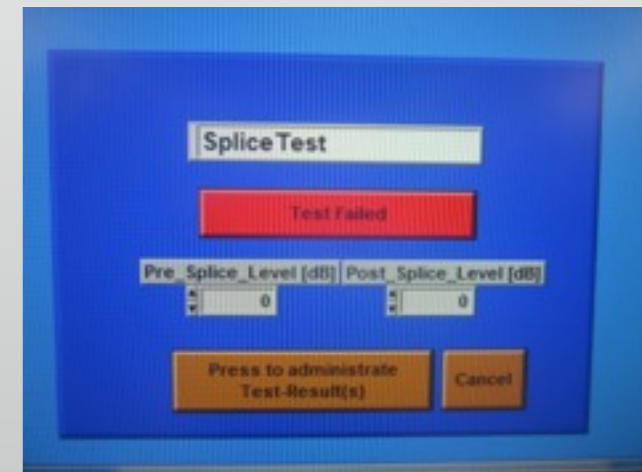 SpliceTest
Test Failed
Pre_Splice_Level [dB] Post_Splice_Level [dB]
0 0
Press to administrate
Test-Result(s)
Cancel